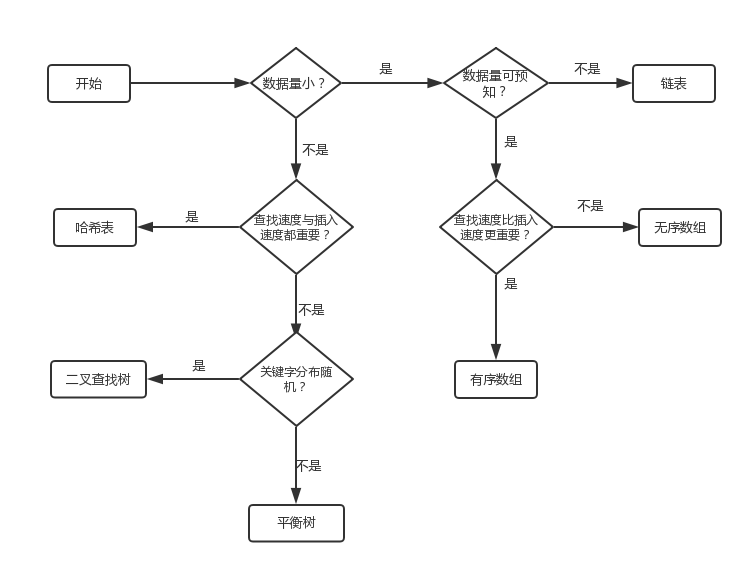 开始
数据量小？
是
数据量可预
知？
不是
链表
不是
是
哈希表
是
查找速度与插入
速度都重要？
查找速度比插入
速度更重要？
不是
无序数组
不是
是
二叉查找树
是
关键字分布随
机？
有序数组
不是
平衡树